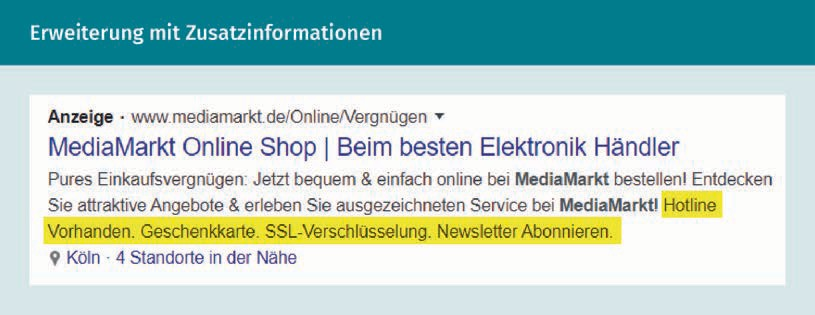 Erweiterung mit Zusatzinformationen
Anzeige · www.mediamarkt.de/Online/Vergnügen
MediaMarkt Online Shop | Beim besten Elektronik Händler
Pures Einkaufsvergnügen: Jetzt bequem & einfach online bei MediaMarkt bestellen! Entdecken
Sie attraktive Angebote & erleben Sie ausgezeichneten Service bei MediaMarkt! Hotline
Vorhanden. Geschenkkarte. SSL-Verschlüsselung. Newsletter Abonnieren.
Köln · 4 Standorte in der Nähe